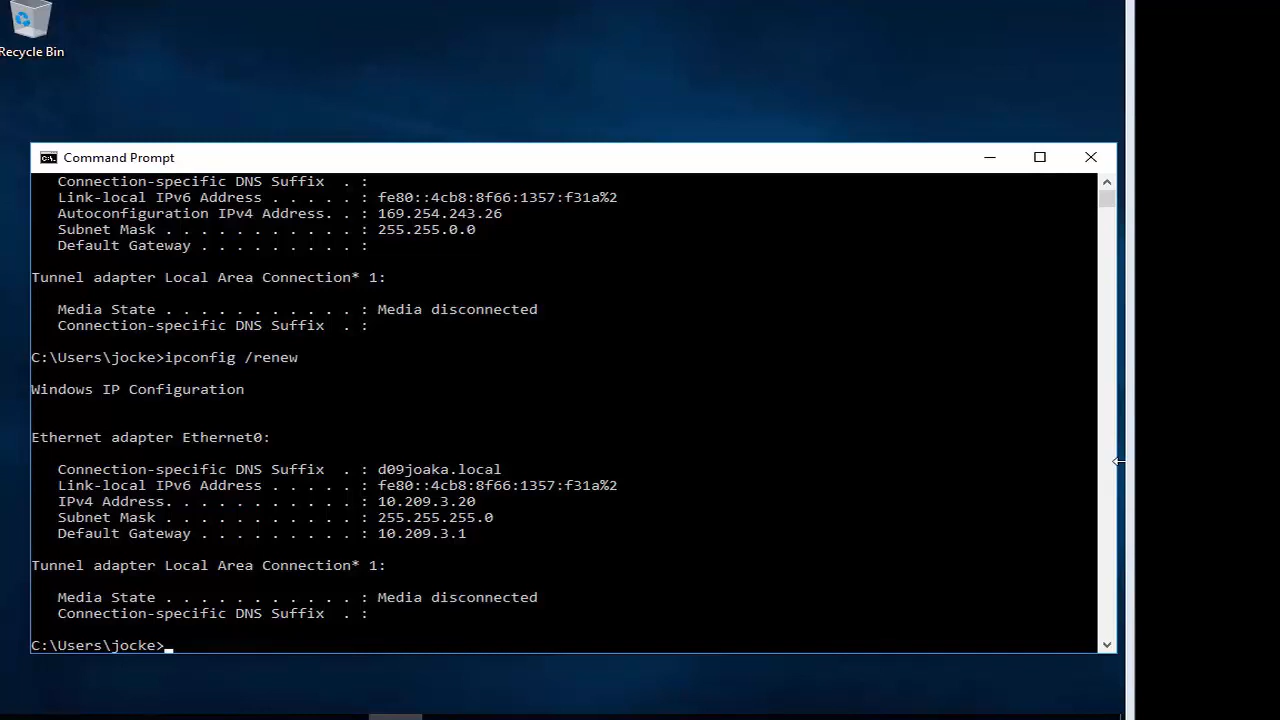 Recycle Bin
Command Prompt
Connection-specific DNS Suffix  . :
Link-local IPv6 Address . . . . . : fe80::4cb8:8f66:1357:f31a%2
Autoconfiguration IPv4 Address. . : 169.254.243.26
Subnet Mask . . . . . . . . . . . : 255.255.0.0
Default Gateway . . . . . . . . . :
Tunnel adapter Local Area Connection* 1:
Media State . . . . . . . . . . . : Media disconnected
Connection-specific DNS Suffix  . :
C:\Users\jocke>ipconfig /renew
Windows IP Configuration
Ethernet adapter Ethernet0:
Connection-specific DNS Suffix  . : d09joaka.local
Link-local IPv6 Address . . . . . : fe80::4cb8:8f66:1357:f31a%2
IPv4 Address. . . . . . . . . . . : 10.209.3.20
Subnet Mask . . . . . . . . . . . : 255.255.255.0
Default Gateway . . . . . . . . . : 10.209.3.1
Tunnel adapter Local Area Connection* 1:
Media State . . . . . . . . . . . : Media disconnected
Connection-specific DNS Suffix  . :
C:\Users\jocke>